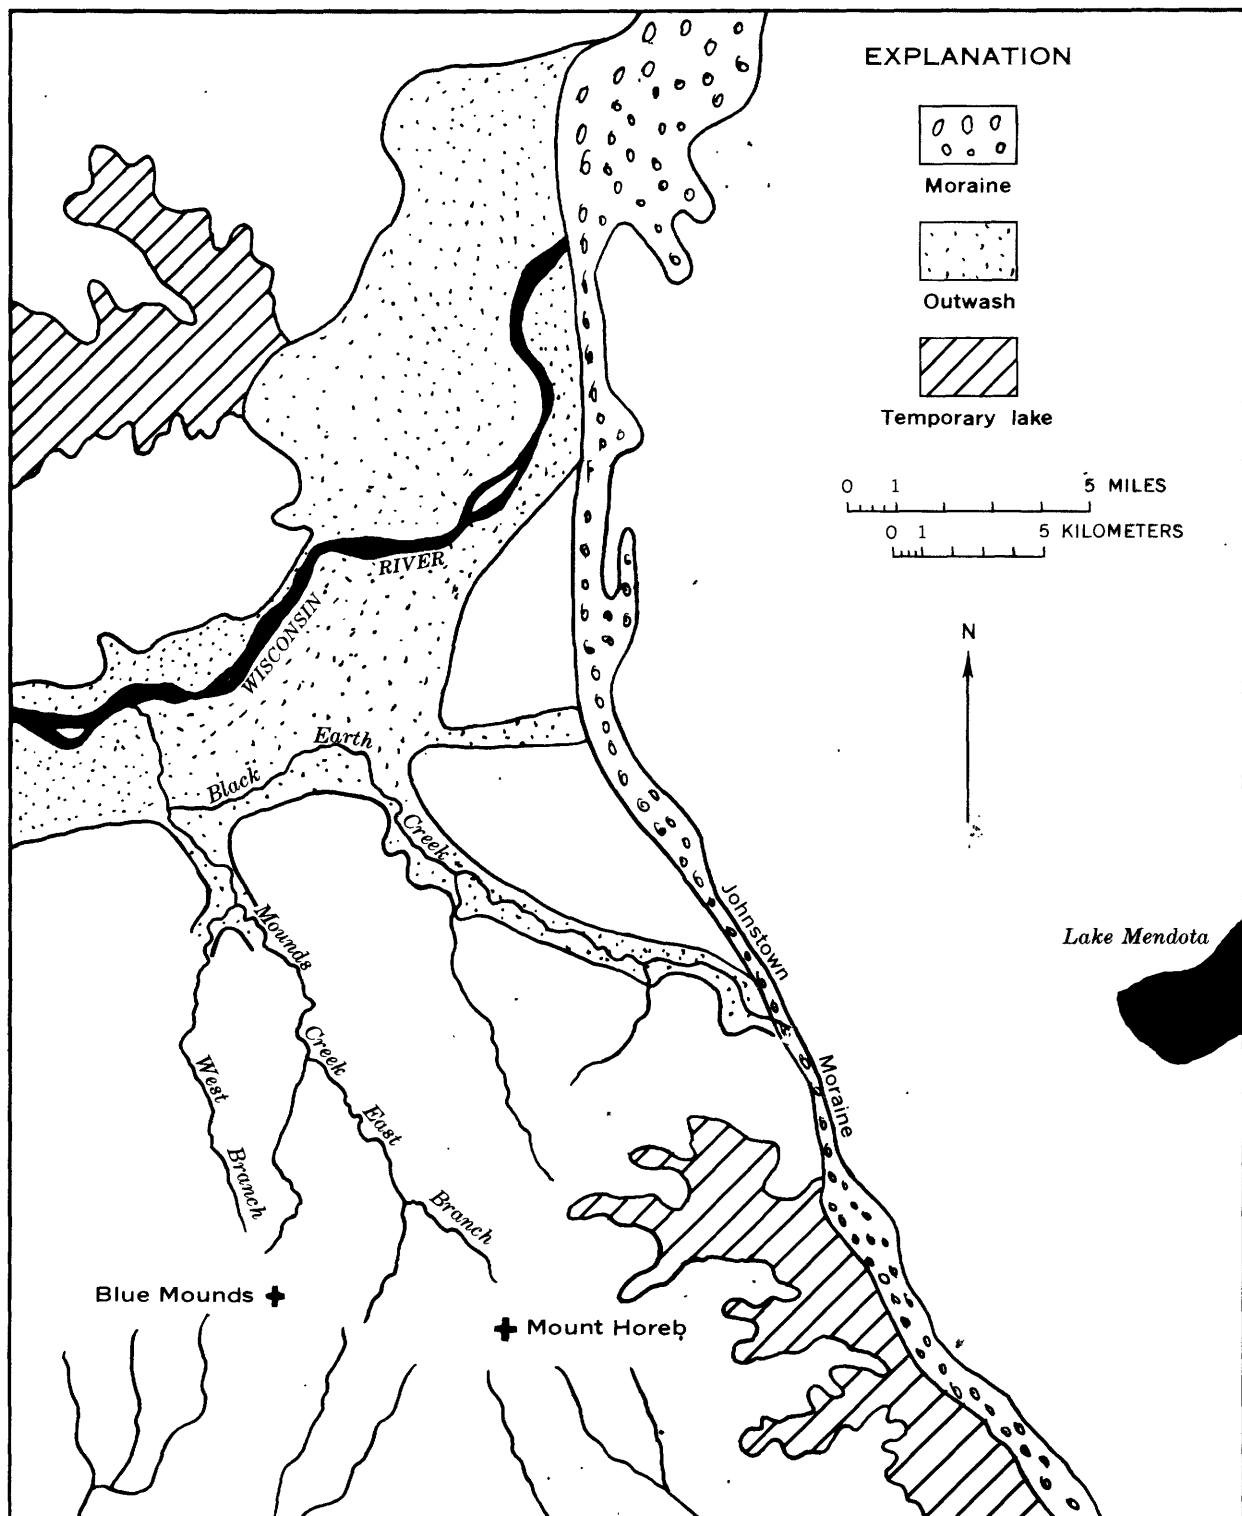 EXPLANATION
Moraine
Outwash
Temporary lake
0 1 5 MILES
0 1 5 KILOMETERS
N
RIVER
WISCONSIN
Earth
Black
Creek
Johnstown
Lake Mendota
Mounds
Creek
Moraine
West
East
Branch
Branch
Blue Mounds
Mount Horeb